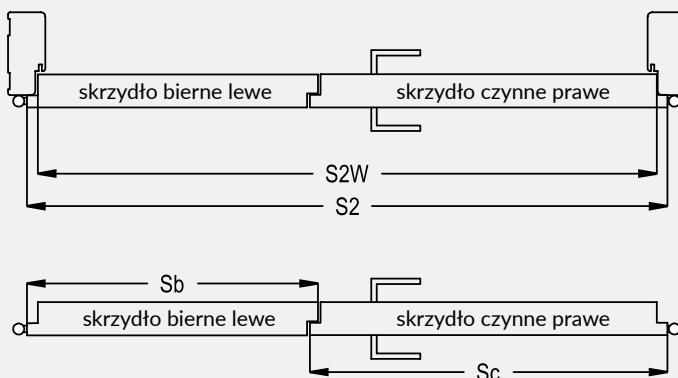 skrzydło bierne lewe
skrzydło czynne prawe
S2W
S2
Sb
skrzydło bierne lewe
skrzydło czynne prawe
Sc